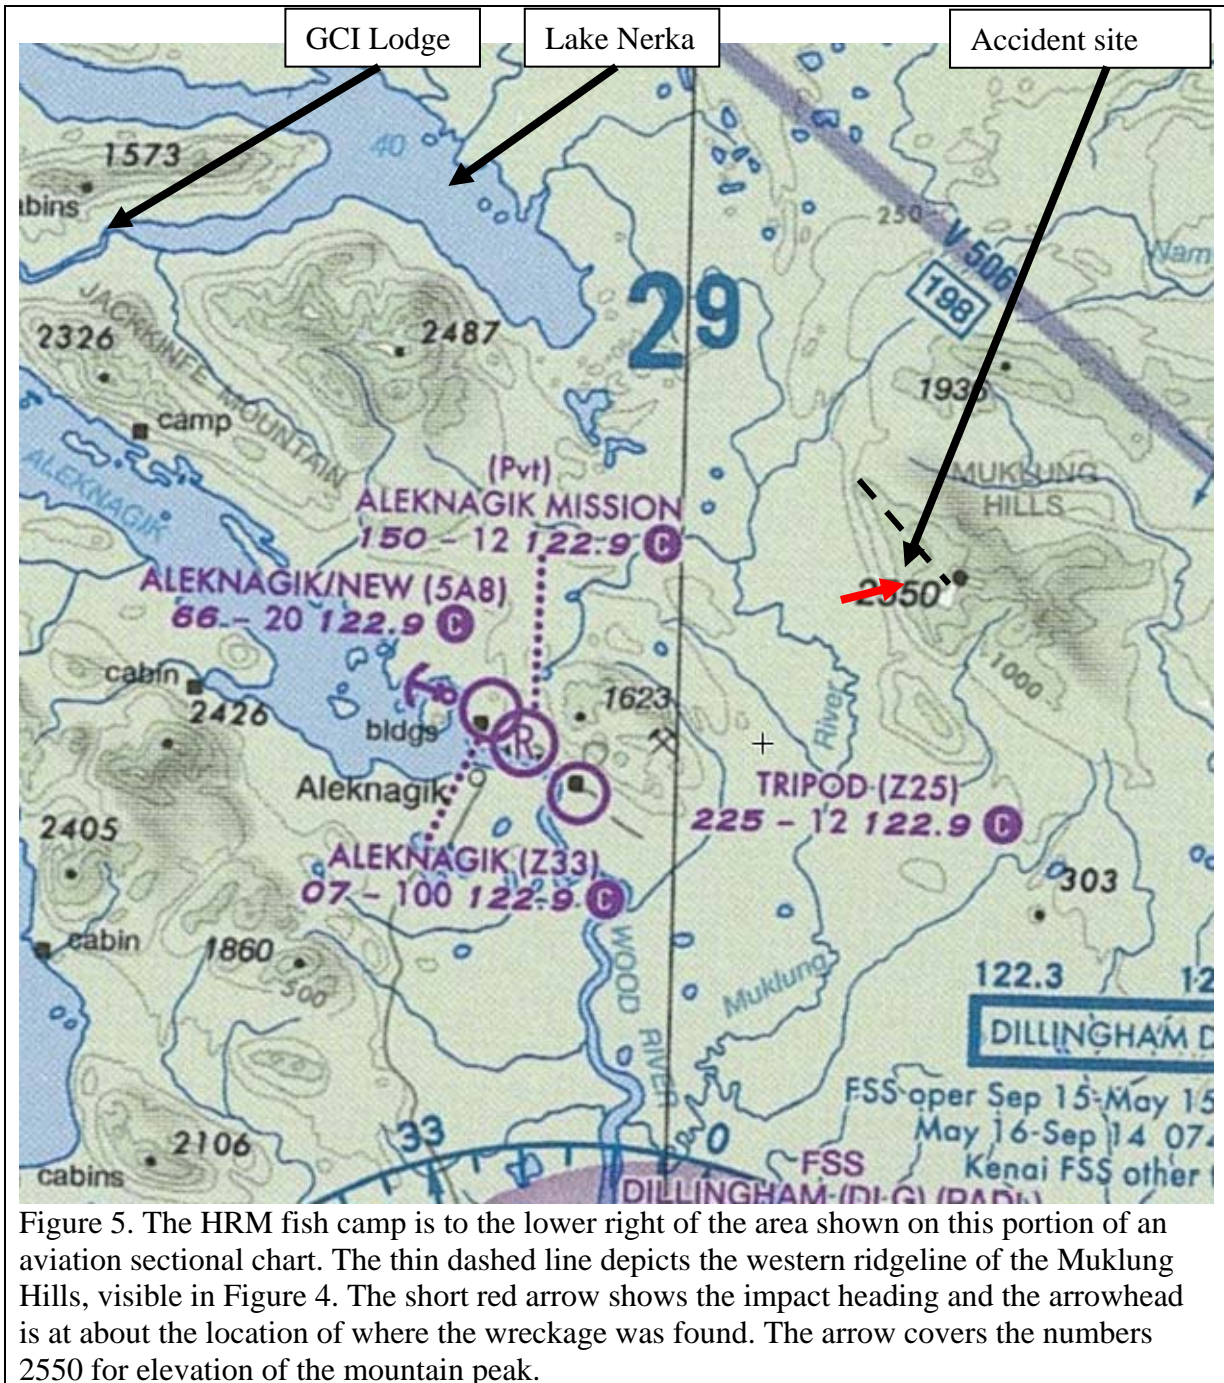 GCI Lodge
Lake Nerka
Accident site
1573
40
abins
250
V 506
Nam
198
29
JACKKINFE MOUNTAIN
2326
2487
1936
camp
MUKLUNG
HILLS
ALEKNAGIK
(Pvt)
ALEKNAGIK MISSION
150 - 12 122.9 C
ALEKNAGIK/NEW (5A8)
66 - 20 122.9 C
2550
cabin
2426
1000
River
1623
bldgs
R
Aleknagik
TRIPOD (Z25)
225 - 12 122.9 C
2405
ALEKNAGIK (Z33)
07 - 100 122.9 C
303
cabin
1860
500
WOOD RIVER
Muklung
122.3
12
DILLINGHAM D
FSS oper Sep 15-May 15
May 16-Sep 14 07
Kenai FSS other
2106
33
0
cabins
FSS
DILLINGHAM (DLG) (PADL)
Figure 5. The HRM fish camp is to the lower right of the area shown on this portion of an
aviation sectional chart. The thin dashed line depicts the western ridgeline of the Muklung
Hills, visible in Figure 4. The short red arrow shows the impact heading and the arrowhead
is at about the location of where the wreckage was found. The arrow covers the numbers
2550 for elevation of the mountain peak.